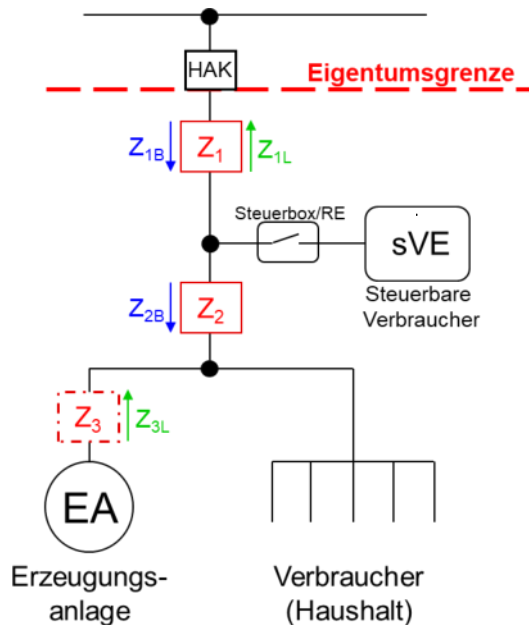 HAK
Eigentumsgrenze
Z1B
Z1
Z1L
Steuerbox/RE
sVE
Steuerbare
Verbraucher
Z2B
Z2
Z3
Z3L
EA
Erzeugungs-
anlage
Verbraucher
(Haushalt)